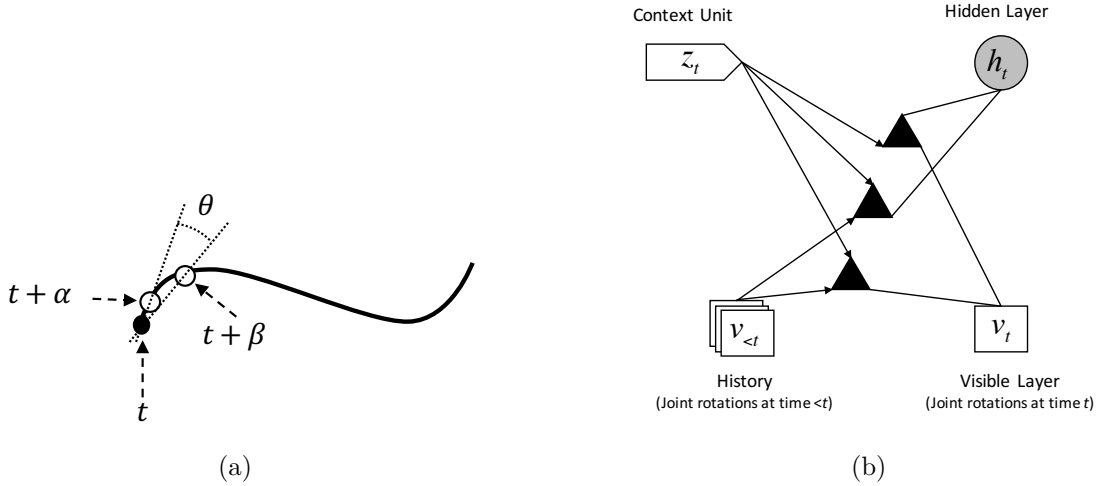 θ
t + α
t + β
t
(a)
Context Unit
Hidden Layer
z_t
h_t
v_{<t}
v_t
History
(Joint rotations at time <t)
Visible Layer
(Joint rotations at time t)
(b)